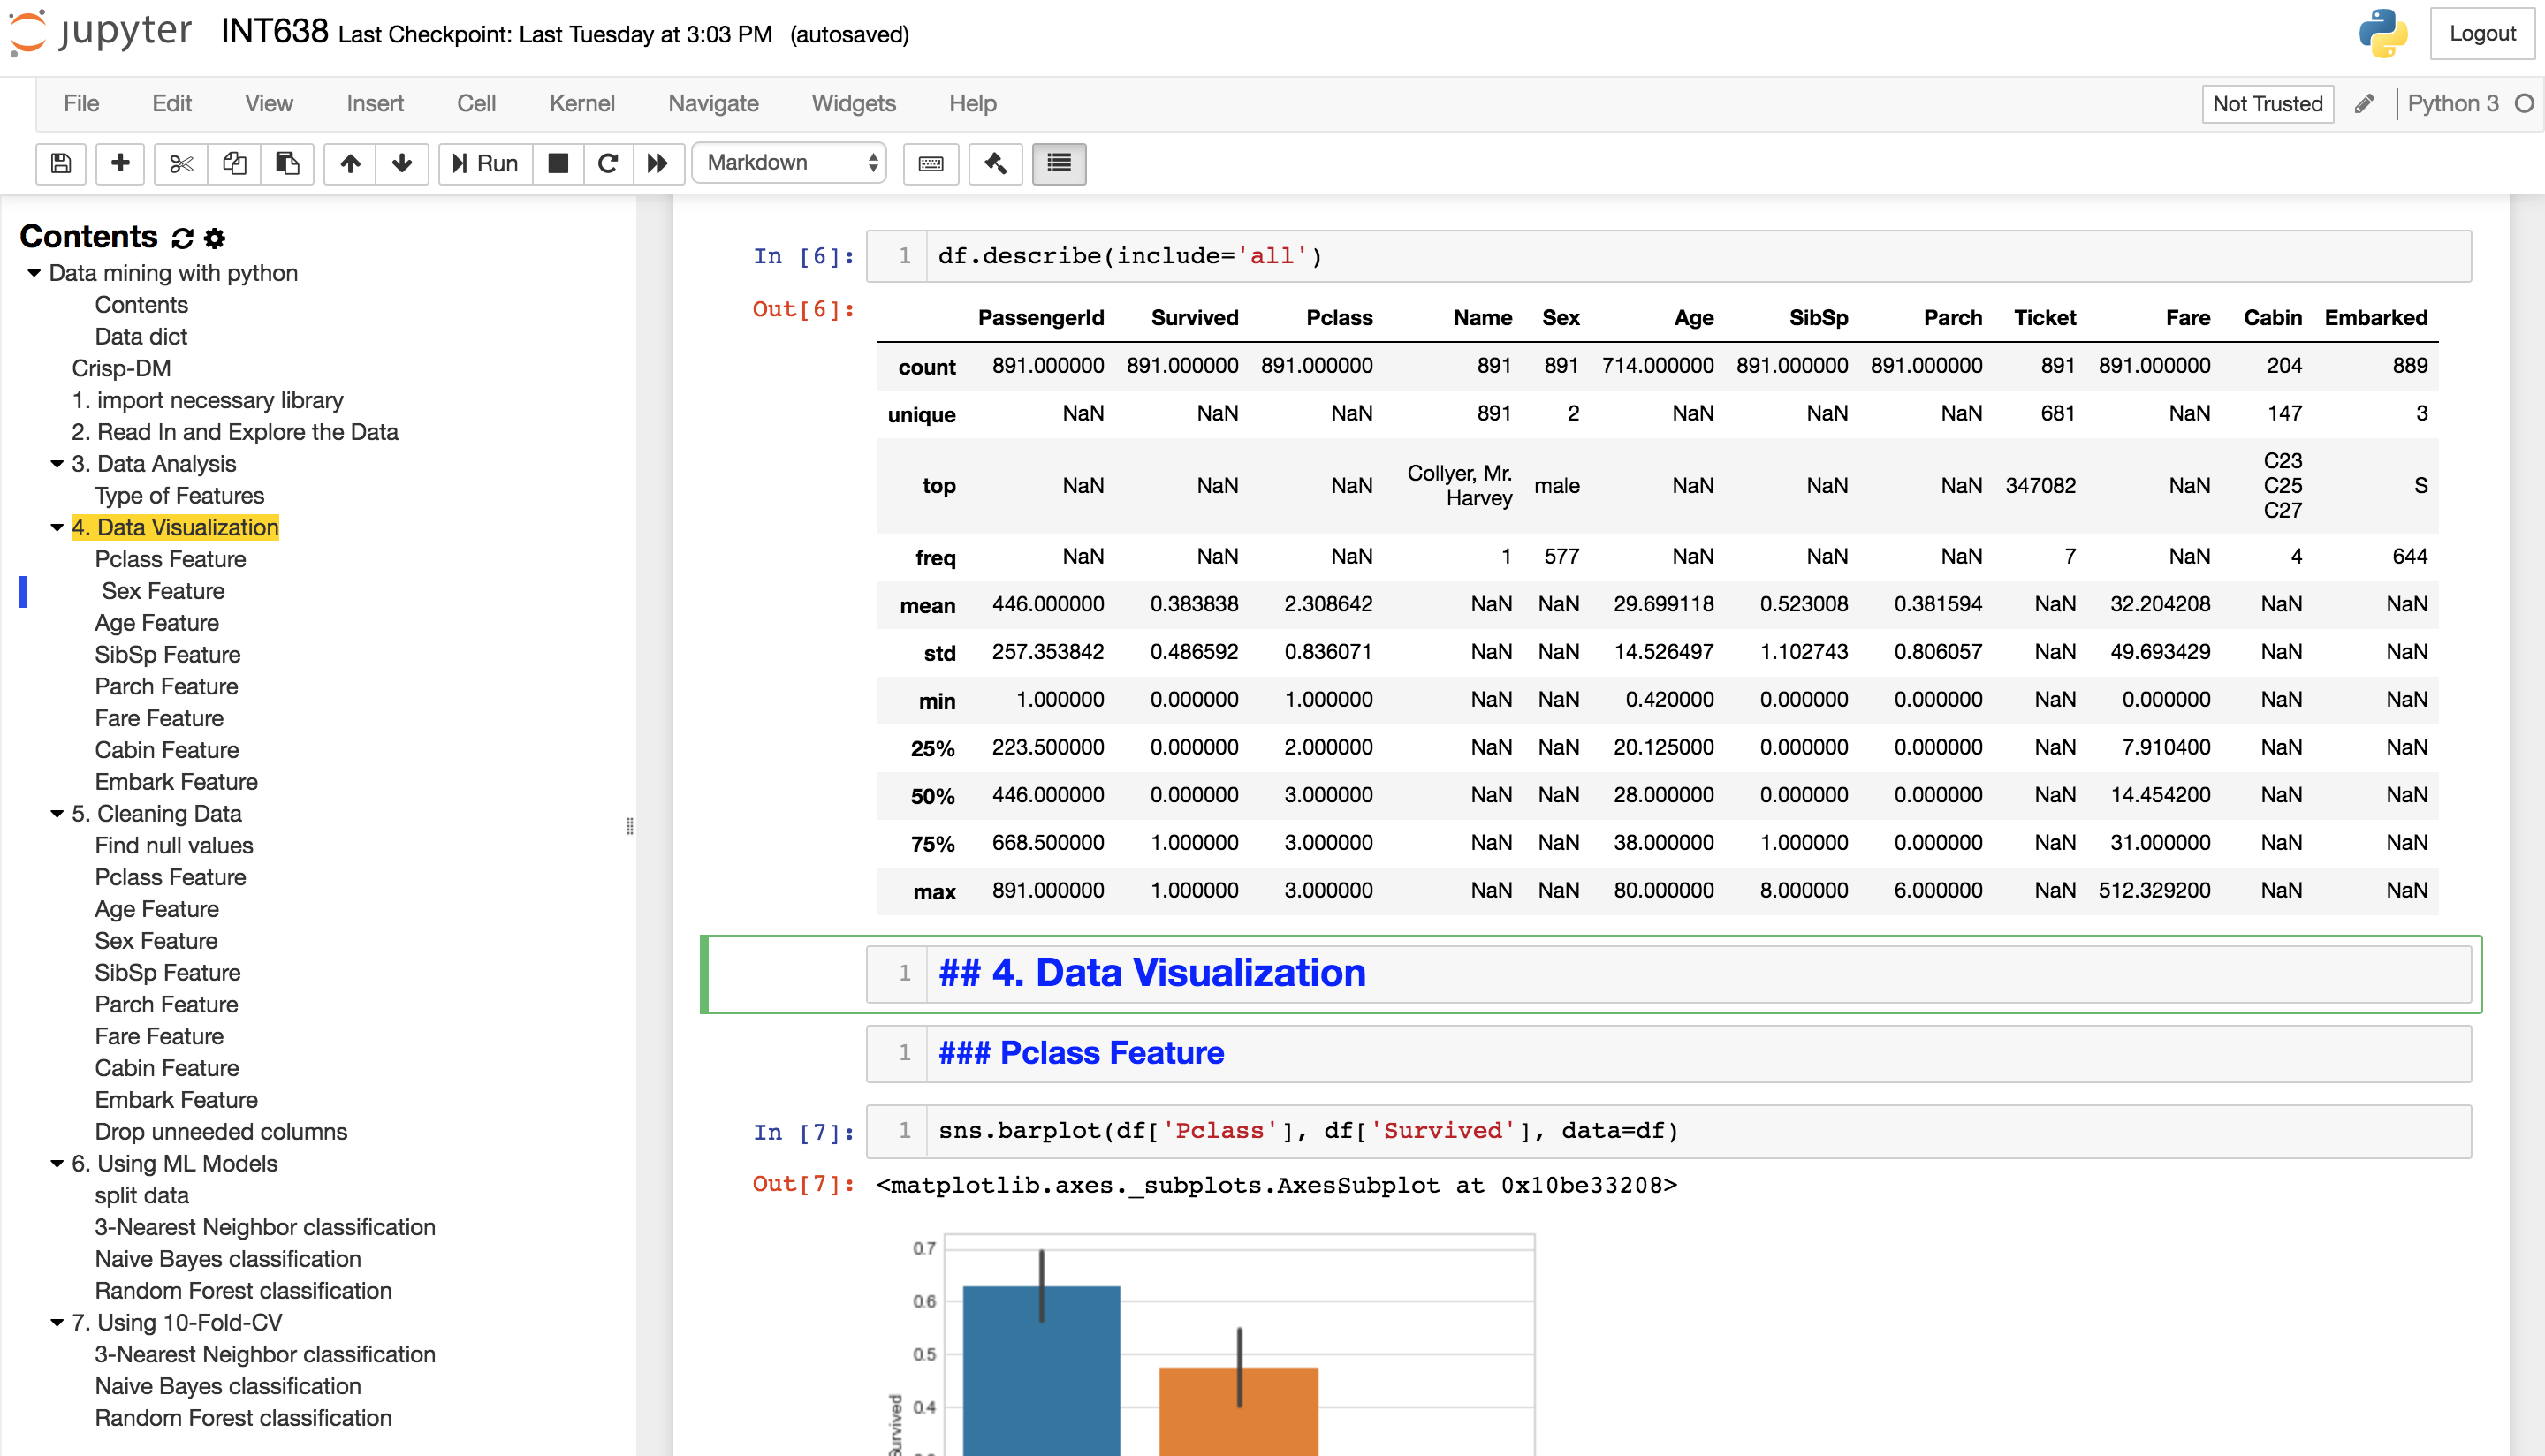 jupyter INT638 Last Checkpoint: Last Tuesday at 3:03 PM (autosaved) Logout
File Edit View Insert Cell Kernel Navigate Widgets Help Not Trusted Python 3
Run Markdown
Contents
Data mining with python
Contents
Data dict
Crisp-DM
1. import necessary library
2. Read In and Explore the Data
3. Data Analysis
Type of Features
4. Data Visualization
Pclass Feature
Sex Feature
Age Feature
SibSp Feature
Parch Feature
Fare Feature
Cabin Feature
Embark Feature
5. Cleaning Data
Find null values
Pclass Feature
Age Feature
Sex Feature
SibSp Feature
Parch Feature
Fare Feature
Cabin Feature
Embark Feature
Drop unneeded columns
6. Using ML Models
split data
3-Nearest Neighbor classification
Naive Bayes classification
Random Forest classification
7. Using 10-Fold-CV
3-Nearest Neighbor classification
Naive Bayes classification
Random Forest classification
In [6]: 1 df.describe(include='all')
Out[6]:
PassengerId Survived Pclass Name Sex Age SibSp Parch Ticket Fare Cabin Embarked
count 891.000000 891.000000 891.000000 891 891 714.000000 891.000000 891.000000 891 891.000000 204 889
unique NaN NaN NaN 891 2 NaN NaN NaN 681 NaN 147 3
top NaN NaN NaN Collyer, Mr. Harvey male NaN NaN NaN 347082 NaN C23 C25 C27 S
freq NaN NaN NaN 1 577 NaN NaN NaN 7 NaN 4 644
mean 446.000000 0.383838 2.308642 NaN NaN 29.699118 0.523008 0.381594 NaN 32.204208 NaN NaN
std 257.353842 0.486592 0.836071 NaN NaN 14.526497 1.102743 0.806057 NaN 49.693429 NaN NaN
min 1.000000 0.000000 1.000000 NaN NaN 0.420000 0.000000 0.000000 NaN 0.000000 NaN NaN
25% 223.500000 0.000000 2.000000 NaN NaN 20.125000 0.000000 0.000000 NaN 7.910400 NaN NaN
50% 446.000000 0.000000 3.000000 NaN NaN 28.000000 0.000000 0.000000 NaN 14.454200 NaN NaN
75% 668.500000 1.000000 3.000000 NaN NaN 38.000000 1.000000 0.000000 NaN 31.000000 NaN NaN
max 891.000000 1.000000 3.000000 NaN NaN 80.000000 8.000000 6.000000 NaN 512.329200 NaN NaN
1 ## 4. Data Visualization
1 ### Pclass Feature
In [7]: 1 sns.barplot(df['Pclass'], df['Survived'], data=df)
Out[7]: <matplotlib.axes._subplots.AxesSubplot at 0x10be33208>
0.7
0.6
0.5
0.4